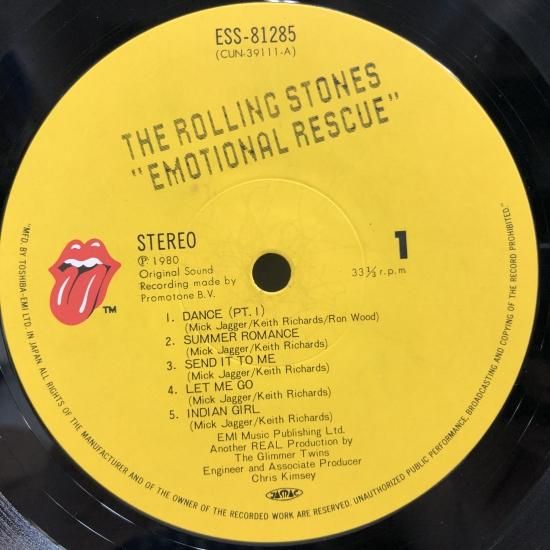 ESS-81285
(CUN-39111-A)
THE ROLLING STONES
"EMOTIONAL RESCUE"
STEREO
Ⓟ 1980
Original Sound
Recording made by
Promotone B.V.
1
33⅓ r.p.m
TM
1. DANCE (PT. 1)
(Mick Jagger/Keith Richards/Ron Wood)
2. SUMMER ROMANCE
(Mick Jagger/Keith Richards)
3. SEND IT TO ME
(Mick Jagger/Keith Richards)
4. LET ME GO
(Mick Jagger/Keith Richards)
5. INDIAN GIRL
(Mick Jagger/Keith Richards)
EMI Music Publishing Ltd.
Another REAL Production by
The Glimmer Twins
Engineer and Associate Producer
Chris Kimsey
JASRAC
"MFD. BY TOSHIBA-EMI LTD. IN JAPAN ALL RIGHTS OF THE MANUFACTURER AND OF THE OWNER OF THE RECORDED WORK ARE RESERVED. UNAUTHORIZED PUBLIC PERFORMANCE, BROADCASTING AND COPYING OF THE RECORD PROHIBITED."